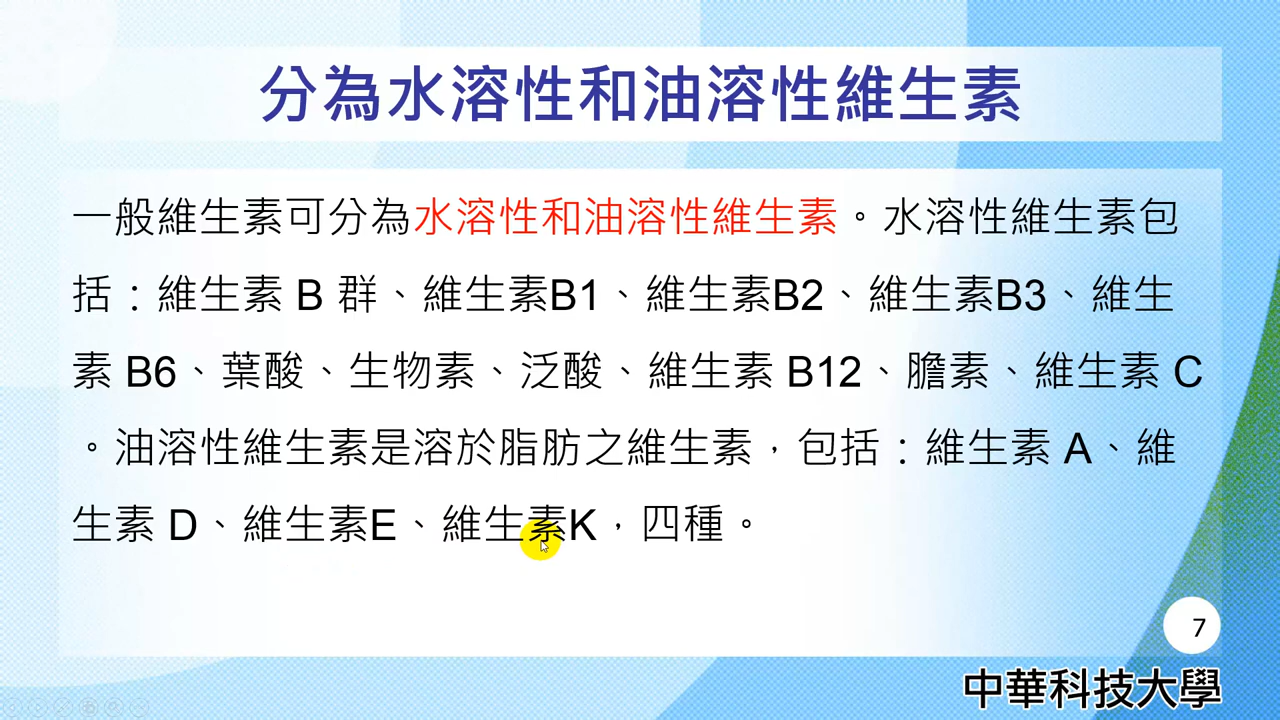 分為水溶性和油溶性維生素
一般維生素可分為水溶性和油溶性維生素。水溶性維生素包
括：維生素 B 群、維生素B1、維生素B2、維生素B3、維生
素 B6、葉酸、生物素、泛酸、維生素 B12、膽素、維生素 C
。油溶性維生素是溶於脂肪之維生素，包括：維生素 A、維
生素 D、維生素E、維生素K，四種。
7
中華科技大學